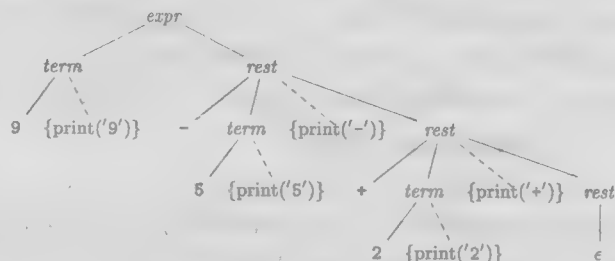 expr
term rest
9 {print('9')} - term {print('-')} rest
5 {print('5')} + term {print('+')} rest
2 {print('2')} ϵ